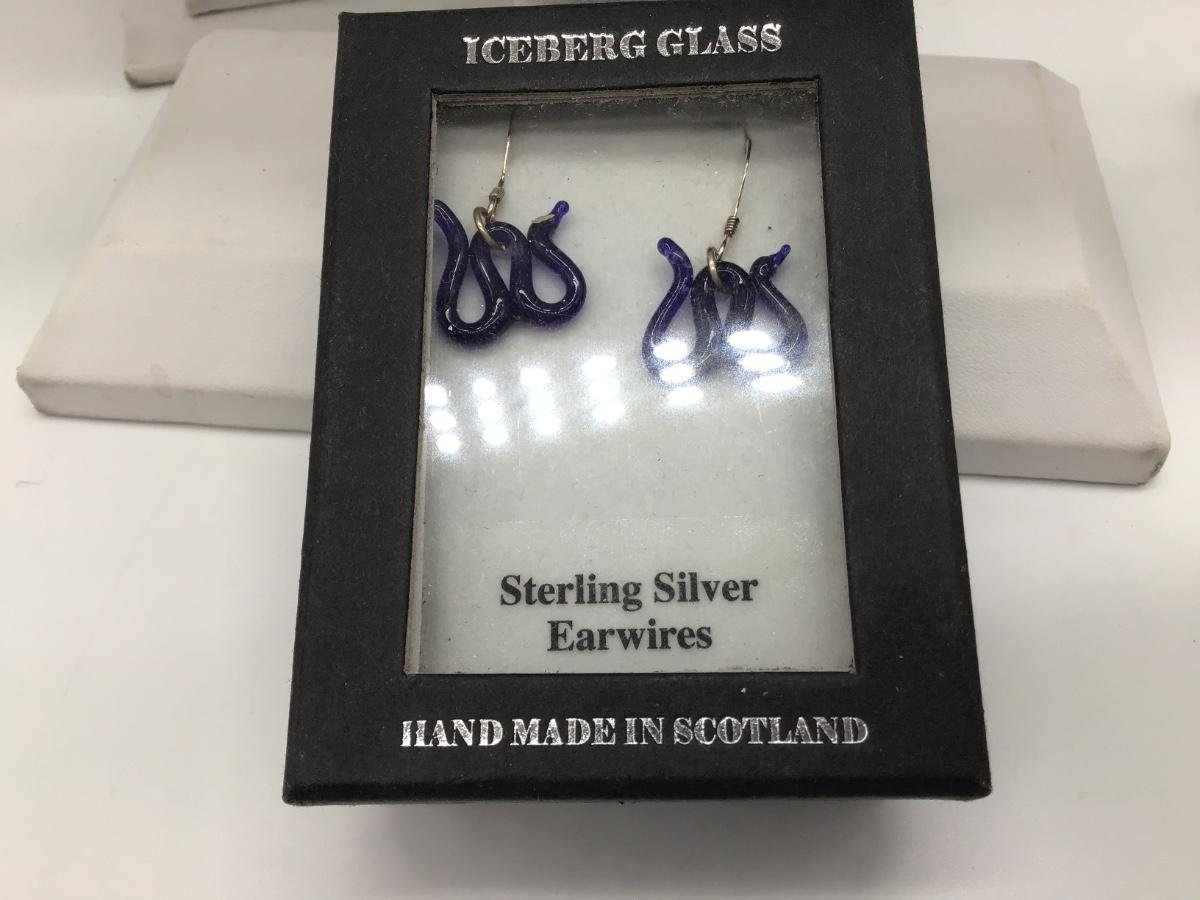 ICEBERG GLASS
Sterling Silver
Earwires
HAND MADE IN SCOTLAND